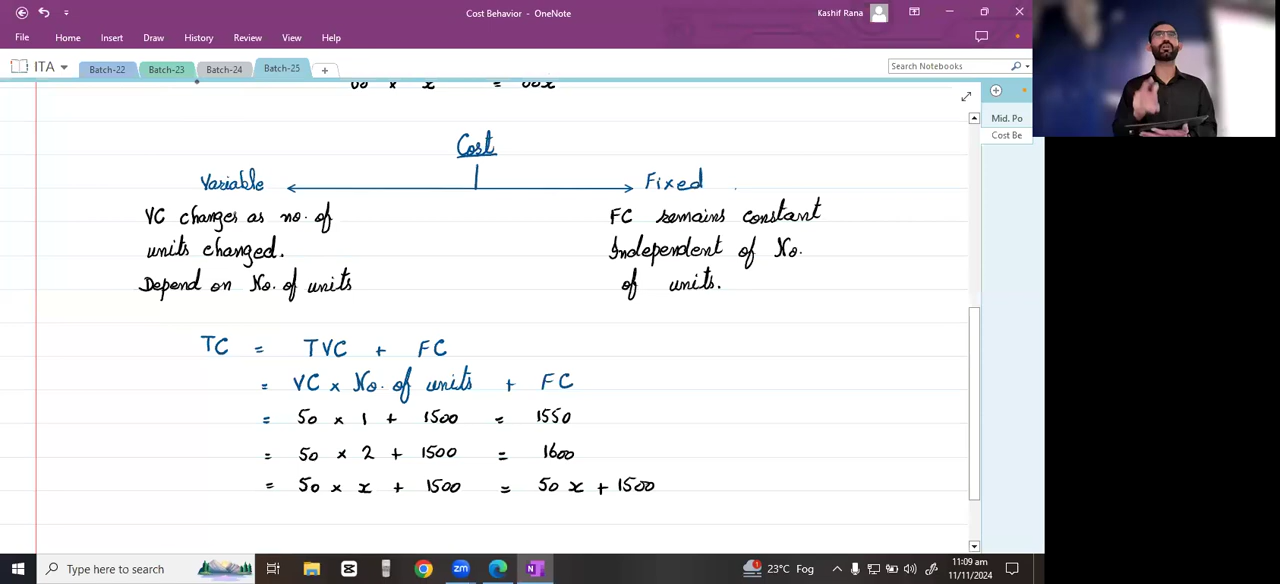 Cost Behavior - OneNote
Kashif Rana
File Home Insert Draw History Review View Help
ITA Batch-22 Batch-23 Batch-24 Batch-25
Search Notebooks
Mid. Po
Cost Be
Cost
Variable Fixed
VC changes as no. of
units changed.
Depend on No. of units
FC remains constant
Independent of No.
of units.
TC = TVC + FC
= VC × No. of units + FC
= 50 × 1 + 1500 = 1550
= 50 × 2 + 1500 = 1600
= 50 × x + 1500 = 50 x + 1500
Type here to search
23°C Fog
11:09 am
11/11/2024